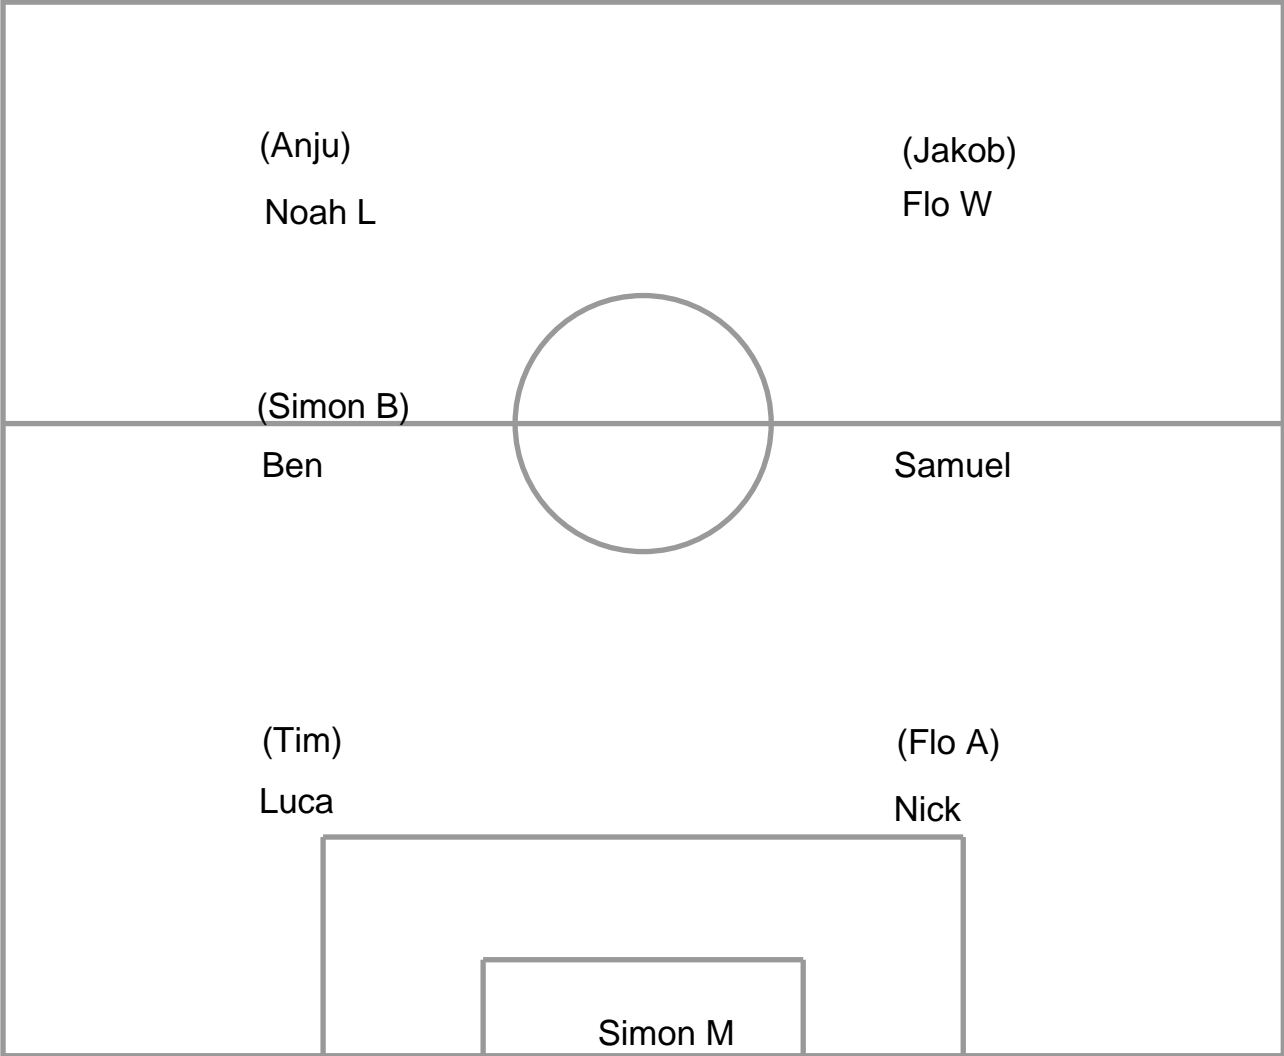 (Anju)
(Jakob)
Noah L
Flo W
(Simon B)
Ben
Samuel
(Tim)
(Flo A)
Luca
Nick
Simon M